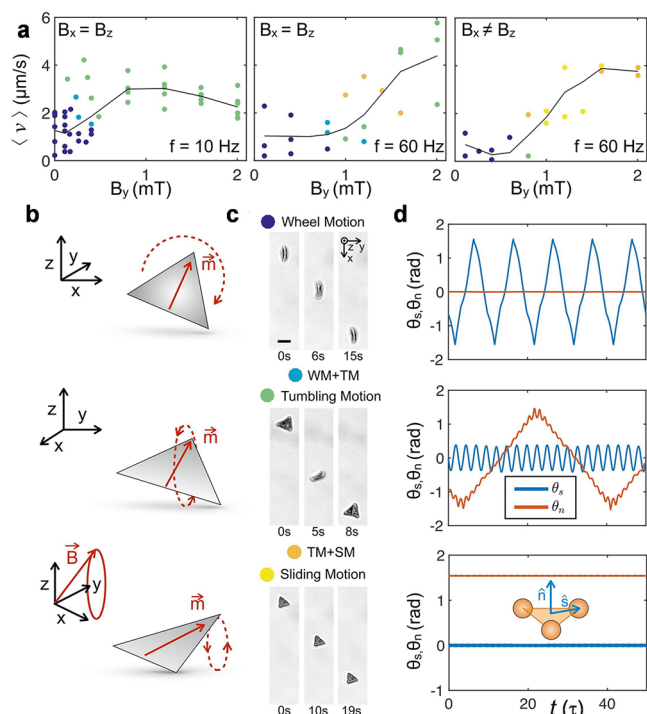 a
B_x = B_z
B_x = B_z
B_x ≠ B_z
6
4
2
0
⟨ v ⟩ (μm/s)
f = 10 Hz
f = 60 Hz
f = 60 Hz
0 1 2
0 1 2
0 1 2
B_y (mT)
B_y (mT)
B_y (mT)
b
z
y
x
m
z
y
x
m
B
z
y
x
m
c
Wheel Motion
z y
x
0s 6s 15s
WM+TM
Tumbling Motion
0s 5s 8s
TM+SM
Sliding Motion
0s 10s 19s
d
2
1
0
-1
-2
θ_s,θ_n (rad)
2
1
0
-1
-2
θ_s,θ_n (rad)
θ_s
θ_n
2
1
0
-1
θ_s,θ_n (rad)
n̂
ŝ
0 50
t (τ)